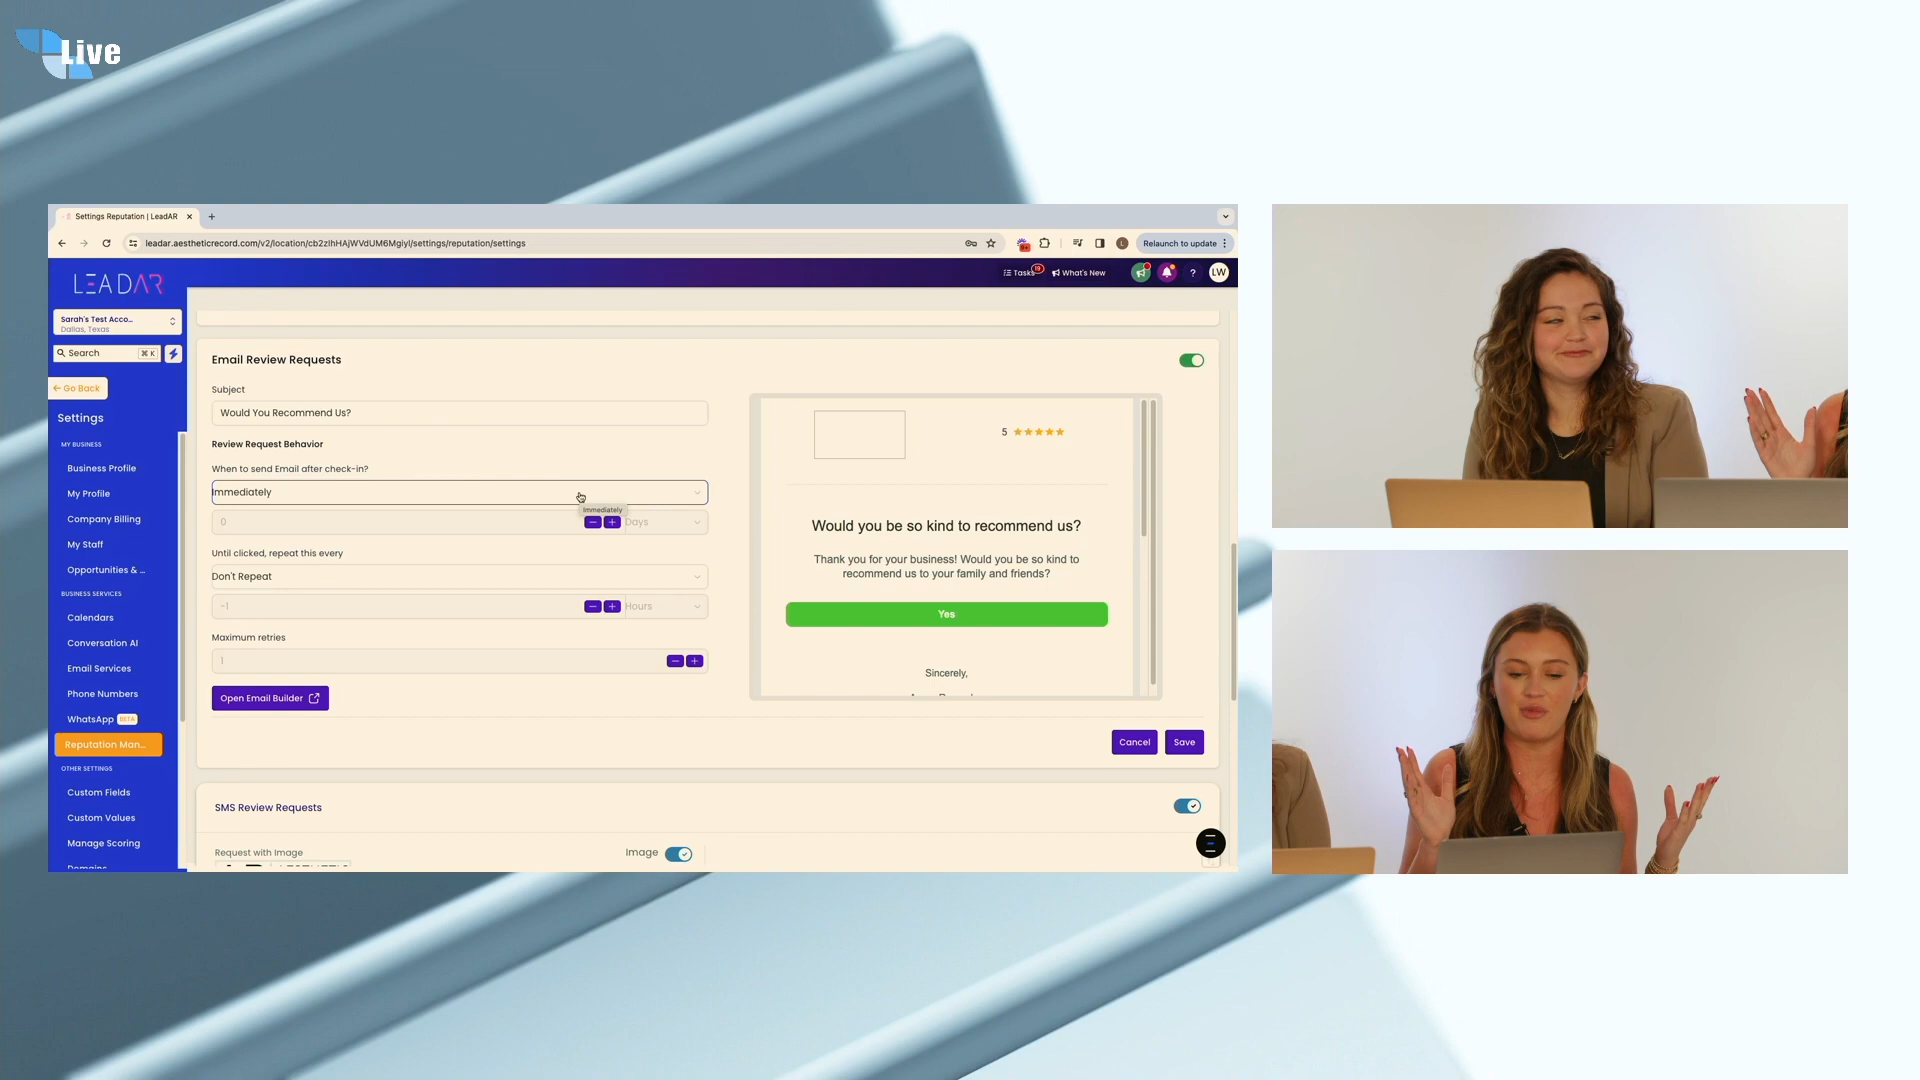 Live
Settings Reputation | LeadAR
leadar.aestheticrecord.com/v2/location/cb2zlhHAjWVdUM6Mgiyl/settings/reputation/settings
9+
L
Relaunch to update
LEADAR
Tasks
19
What's New
?
LW
Sarah's Test Acco...
Dallas, Texas
Search
⌘ K
Go Back
Settings
MY BUSINESS
Business Profile
My Profile
Company Billing
My Staff
Opportunities & ...
BUSINESS SERVICES
Calendars
Conversation AI
Email Services
Phone Numbers
WhatsApp BETA
Reputation Man...
OTHER SETTINGS
Custom Fields
Custom Values
Manage Scoring
Domains
Email Review Requests
Subject
Would You Recommend Us?
Review Request Behavior
When to send Email after check-in?
Immediately
Immediately
0
Days
Until clicked, repeat this every
Don't Repeat
-1
Hours
Maximum retries
1
Open Email Builder
5
Would you be so kind to recommend us?
Thank you for your business! Would you be so kind to
recommend us to your family and friends?
Yes
Sincerely,
Cancel
Save
SMS Review Requests
Request with Image
Image